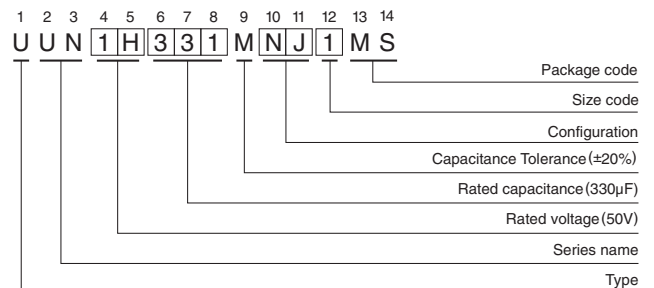 1 2 3 4 5 6 7 8 9 10 11 12 13 14
U U N 1 H 3 3 1 M N J 1 M S
Package code
Size code
Configuration
Capacitance Tolerance (±20%)
Rated capacitance (330µF)
Rated voltage (50V)
Series name
Type